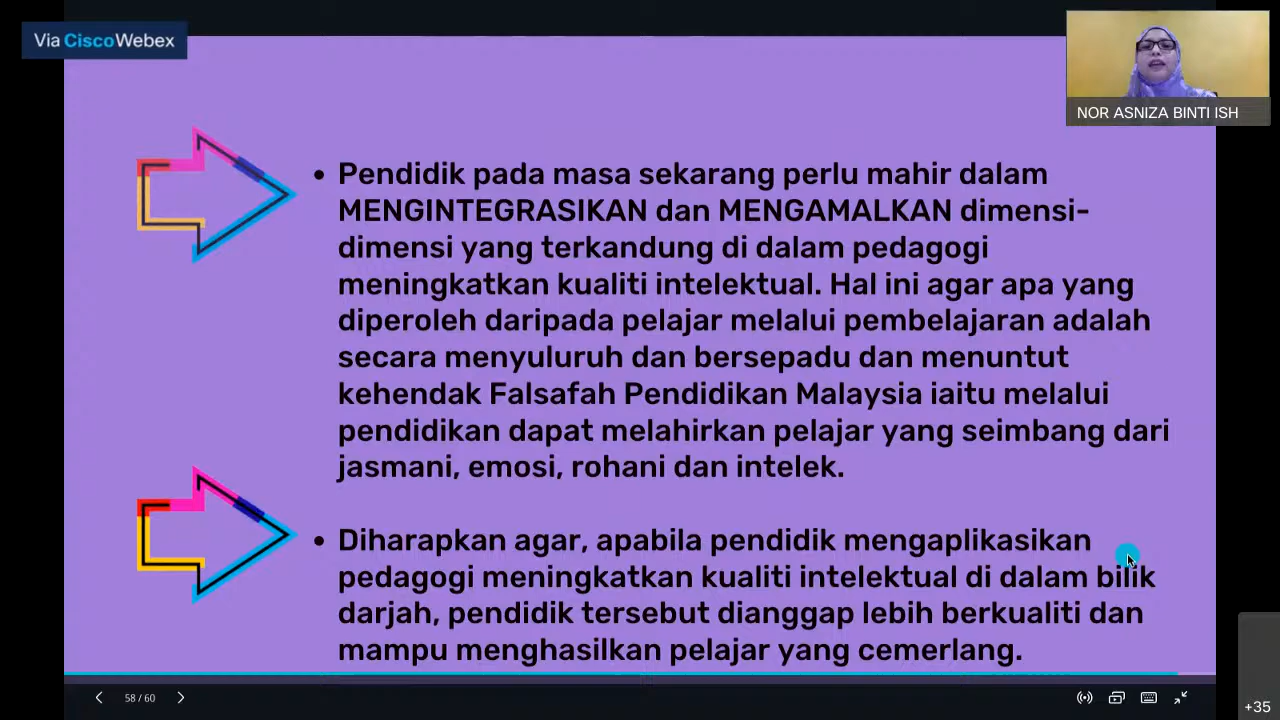 Via CiscoWebex
NOR ASNIZA BINTI ISH
• Pendidik pada masa sekarang perlu mahir dalam
MENGINTEGRASIKAN dan MENGAMALKAN dimensi-
dimensi yang terkandung di dalam pedagogi
meningkatkan kualiti intelektual. Hal ini agar apa yang
diperoleh daripada pelajar melalui pembelajaran adalah
secara menyuluruh dan bersepadu dan menuntut
kehendak Falsafah Pendidikan Malaysia iaitu melalui
pendidikan dapat melahirkan pelajar yang seimbang dari
jasmani, emosi, rohani dan intelek.
• Diharapkan agar, apabila pendidik mengaplikasikan
pedagogi meningkatkan kualiti intelektual di dalam bilik
darjah, pendidik tersebut dianggap lebih berkualiti dan
mampu menghasilkan pelajar yang cemerlang.
58 / 60
+35